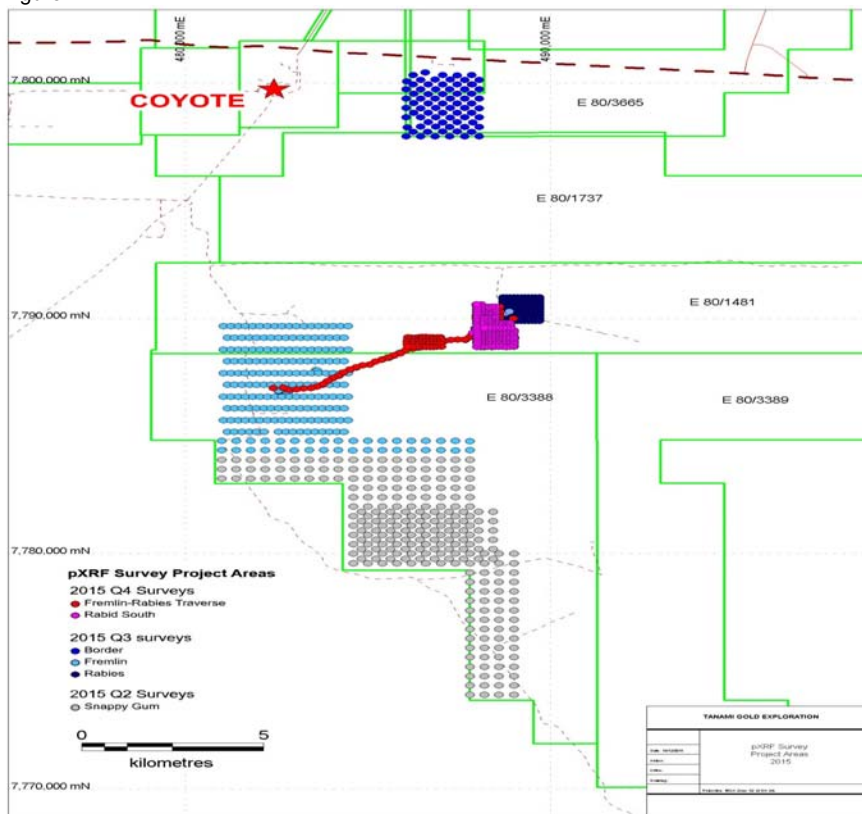 480,000 mE
490,000 mE
7,800,000 mN
COYOTE
E 80/3665
E 80/1737
E 80/1481
7,790,000 mN
E 80/3388
E 80/3389
7,780,000 mN
pXRF Survey Project Areas
2015 Q4 Surveys
Fremlin-Rabies Traverse
Rabid South
2015 Q3 surveys
Border
Fremlin
Rabies
2015 Q2 Surveys
Snappy Gum
0 5
kilometres
7,770,000 mN
TANAMI GOLD EXPLORATION
pXRF Survey
Project Areas
2015